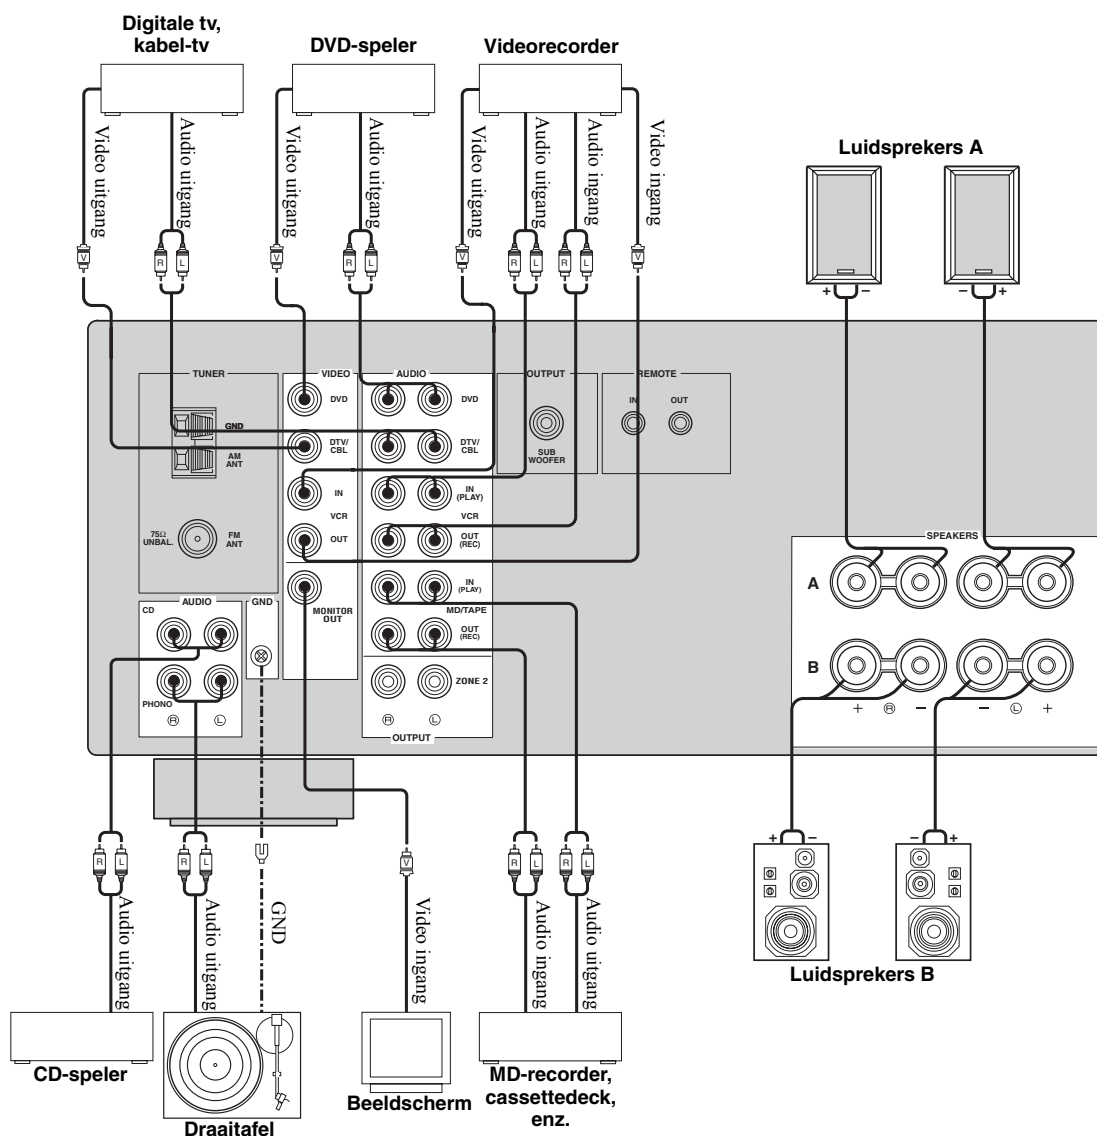 Digitale tv,
kabel-tv
DVD-speler
Videorecorder
Video uitgang
Audio uitgang
Video uitgang
Audio uitgang
Video uitgang
Audio uitgang
Audio ingang
Video ingang
Luidsprekers A
V
R
L
V
R
L
V
R
L
R
L
V
+
−
−
+
TUNER
VIDEO
AUDIO
OUTPUT
REMOTE
DVD
DVD
IN
OUT
GND
DTV/
CBL
DTV/
CBL
SUB
WOOFER
AM
ANT
IN
IN
(PLAY)
VCR
VCR
75Ω
UNBAL.
FM
ANT
OUT
OUT
(REC)
SPEAKERS
A
IN
(PLAY)
AUDIO
GND
CD
MONITOR
OUT
MD/TAPE
OUT
(REC)
B
ZONE 2
PHONO
R
L
R
L
+
R
−
−
L
+
OUTPUT
+
−
−
+
R
L
R
L
V
R
L
R
L
Audio uitgang
Audio uitgang
GND
Video ingang
Audio ingang
Audio uitgang
Luidsprekers B
CD-speler
Draaitafel
Beeldscherm
MD-recorder,
cassettedeck,
enz.